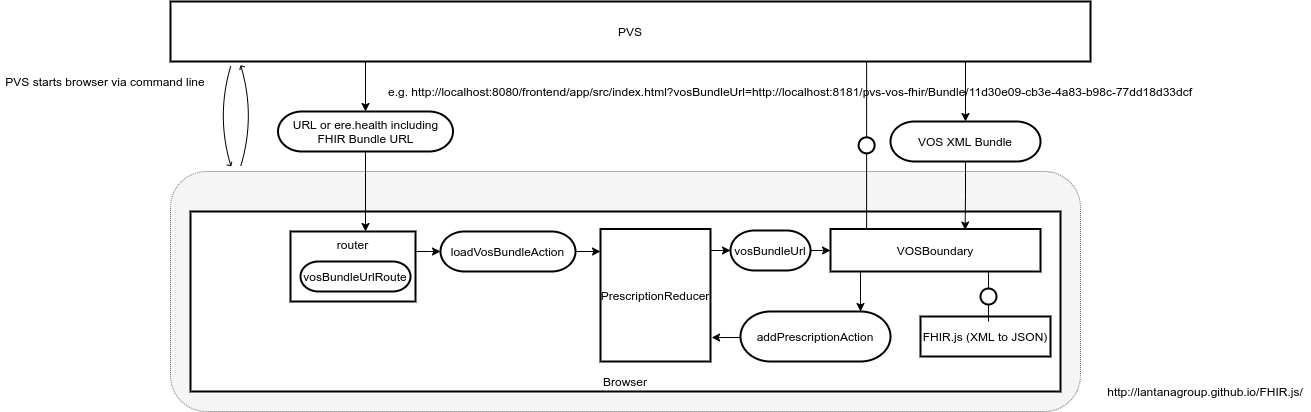 PVS
PVS starts browser via command line
e.g. http://localhost:8080/frontend/app/src/index.html?vosBundleUrl=http://localhost:8181/pvs-vos-fhir/Bundle/11d30e09-cb3e-4a83-b98c-77dd18d33dcf
URL or ere.health including
FHIR Bundle URL
VOS XML Bundle
router
vosBundleUrlRoute
loadVosBundleAction
PrescriptionReducer
vosBundleUrl
VOSBoundary
addPrescriptionAction
FHIR.js (XML to JSON)
Browser
http://lantanagroup.github.io/FHIR.js/